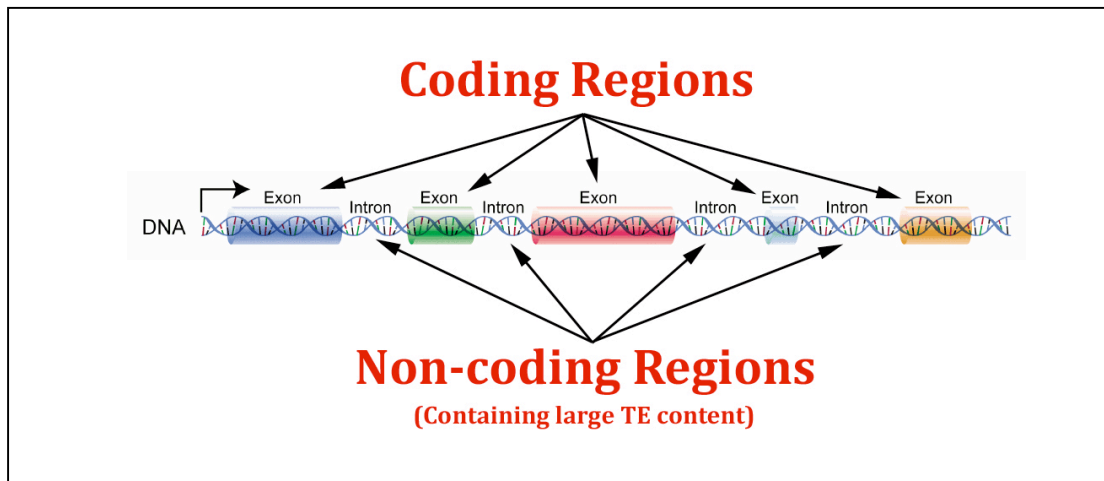 Coding Regions
Exon Intron Exon Intron Exon Intron Exon Intron Exon
DNA
Non-coding Regions
(Containing large TE content)